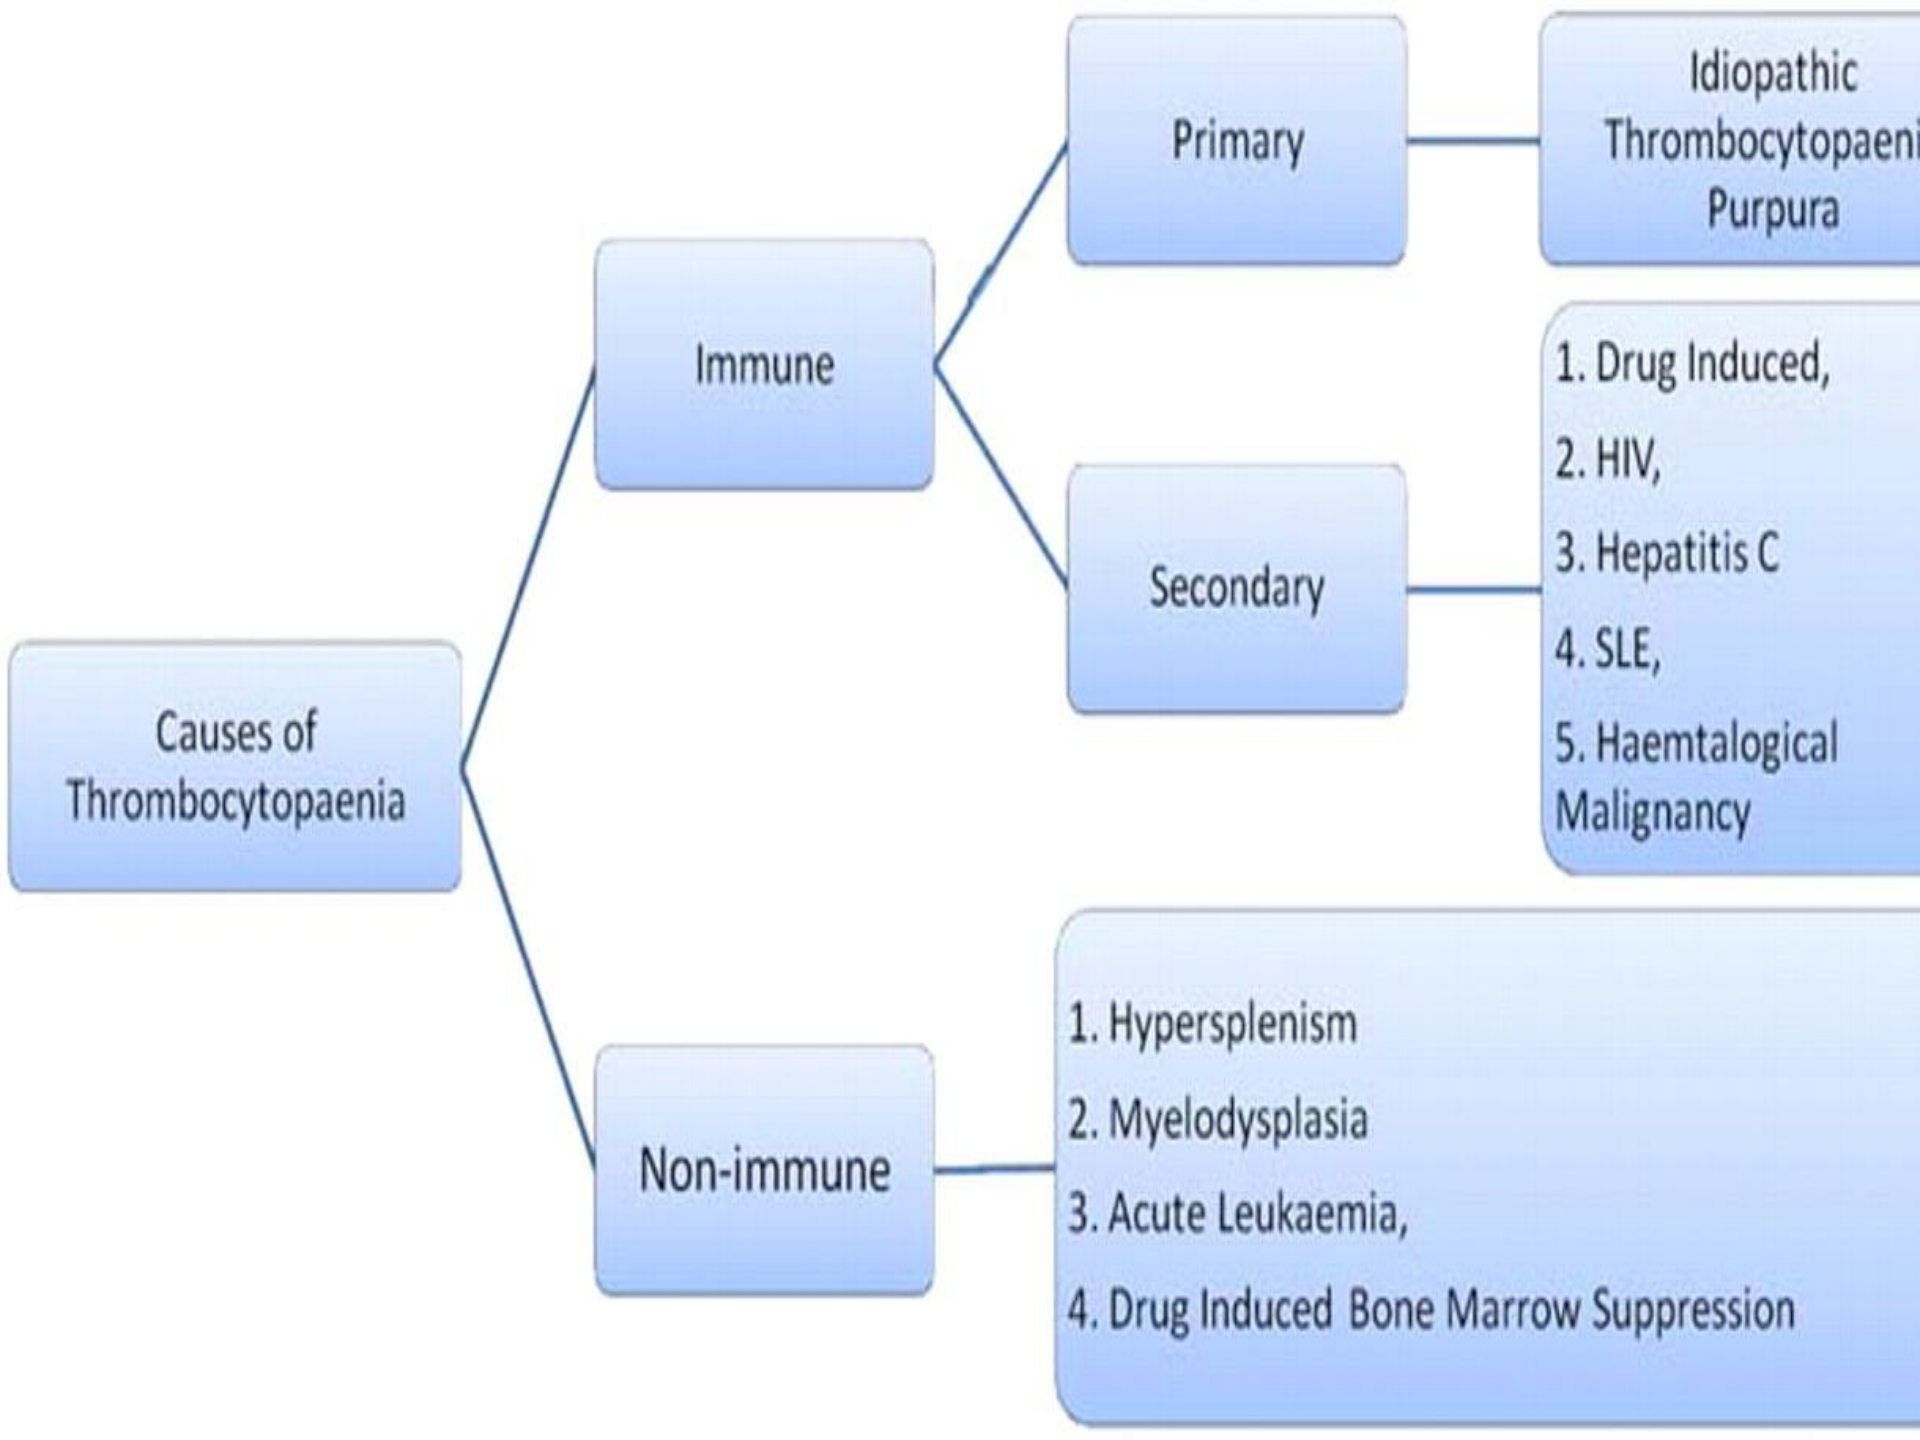 Idiopathic
Thrombocytopaeni
Purpura
Primary
Immune
1. Drug Induced,
2. HIV,
3. Hepatitis C
4. SLE,
5. Haemtalogical
Malignancy
Secondary
Causes of
Thrombocytopaenia
Non-immune
1. Hypersplenism
2. Myelodysplasia
3. Acute Leukaemia,
4. Drug Induced Bone Marrow Suppression